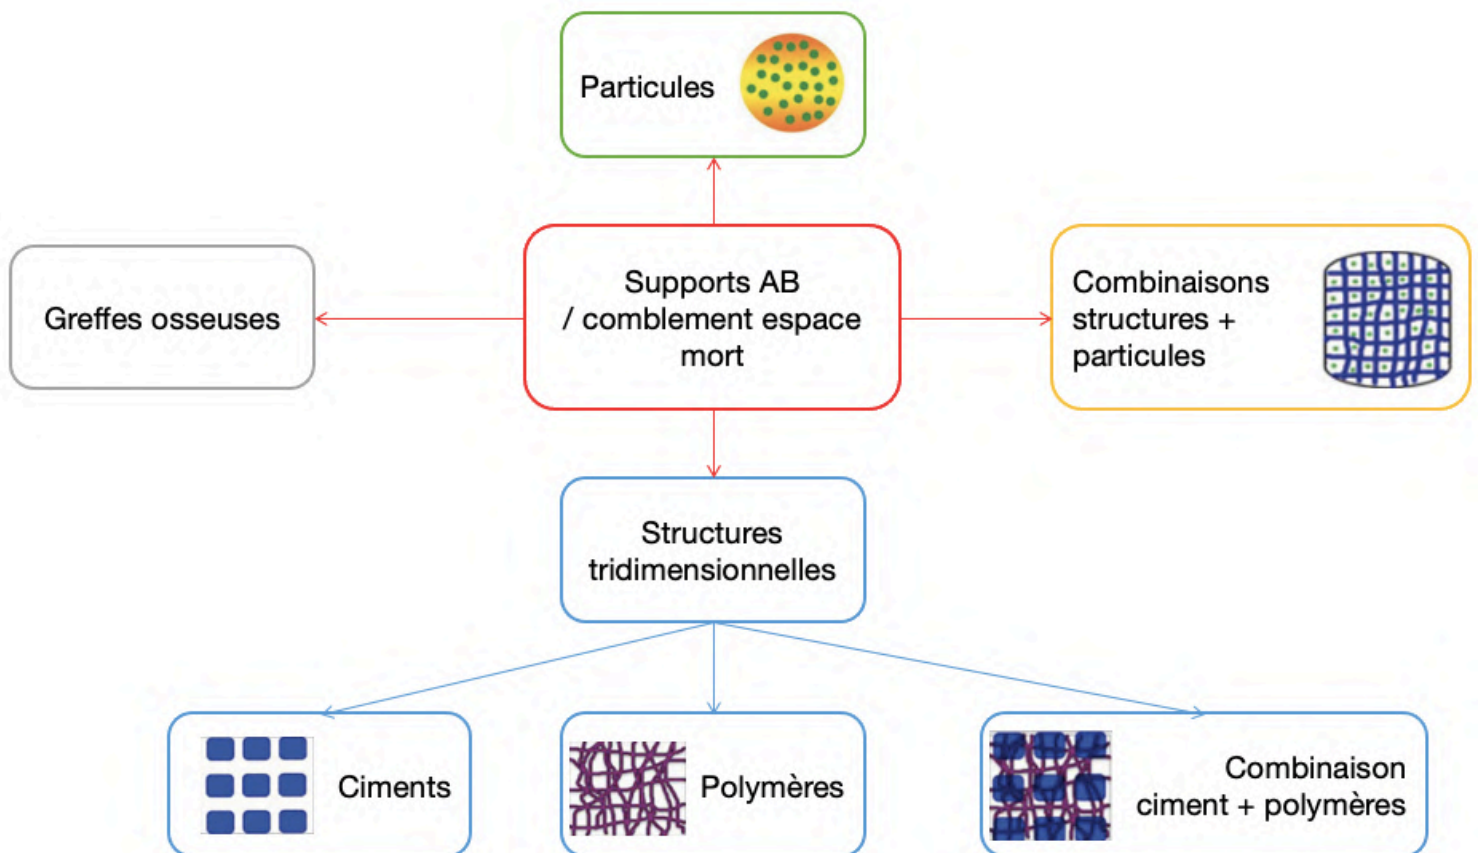 Particules
Greffes osseuses
Supports AB
/ comblement espace
mort
Combinaisons
structures +
particules
Structures
tridimensionnelles
Ciments
Polymères
Combinaison
ciment + polymères